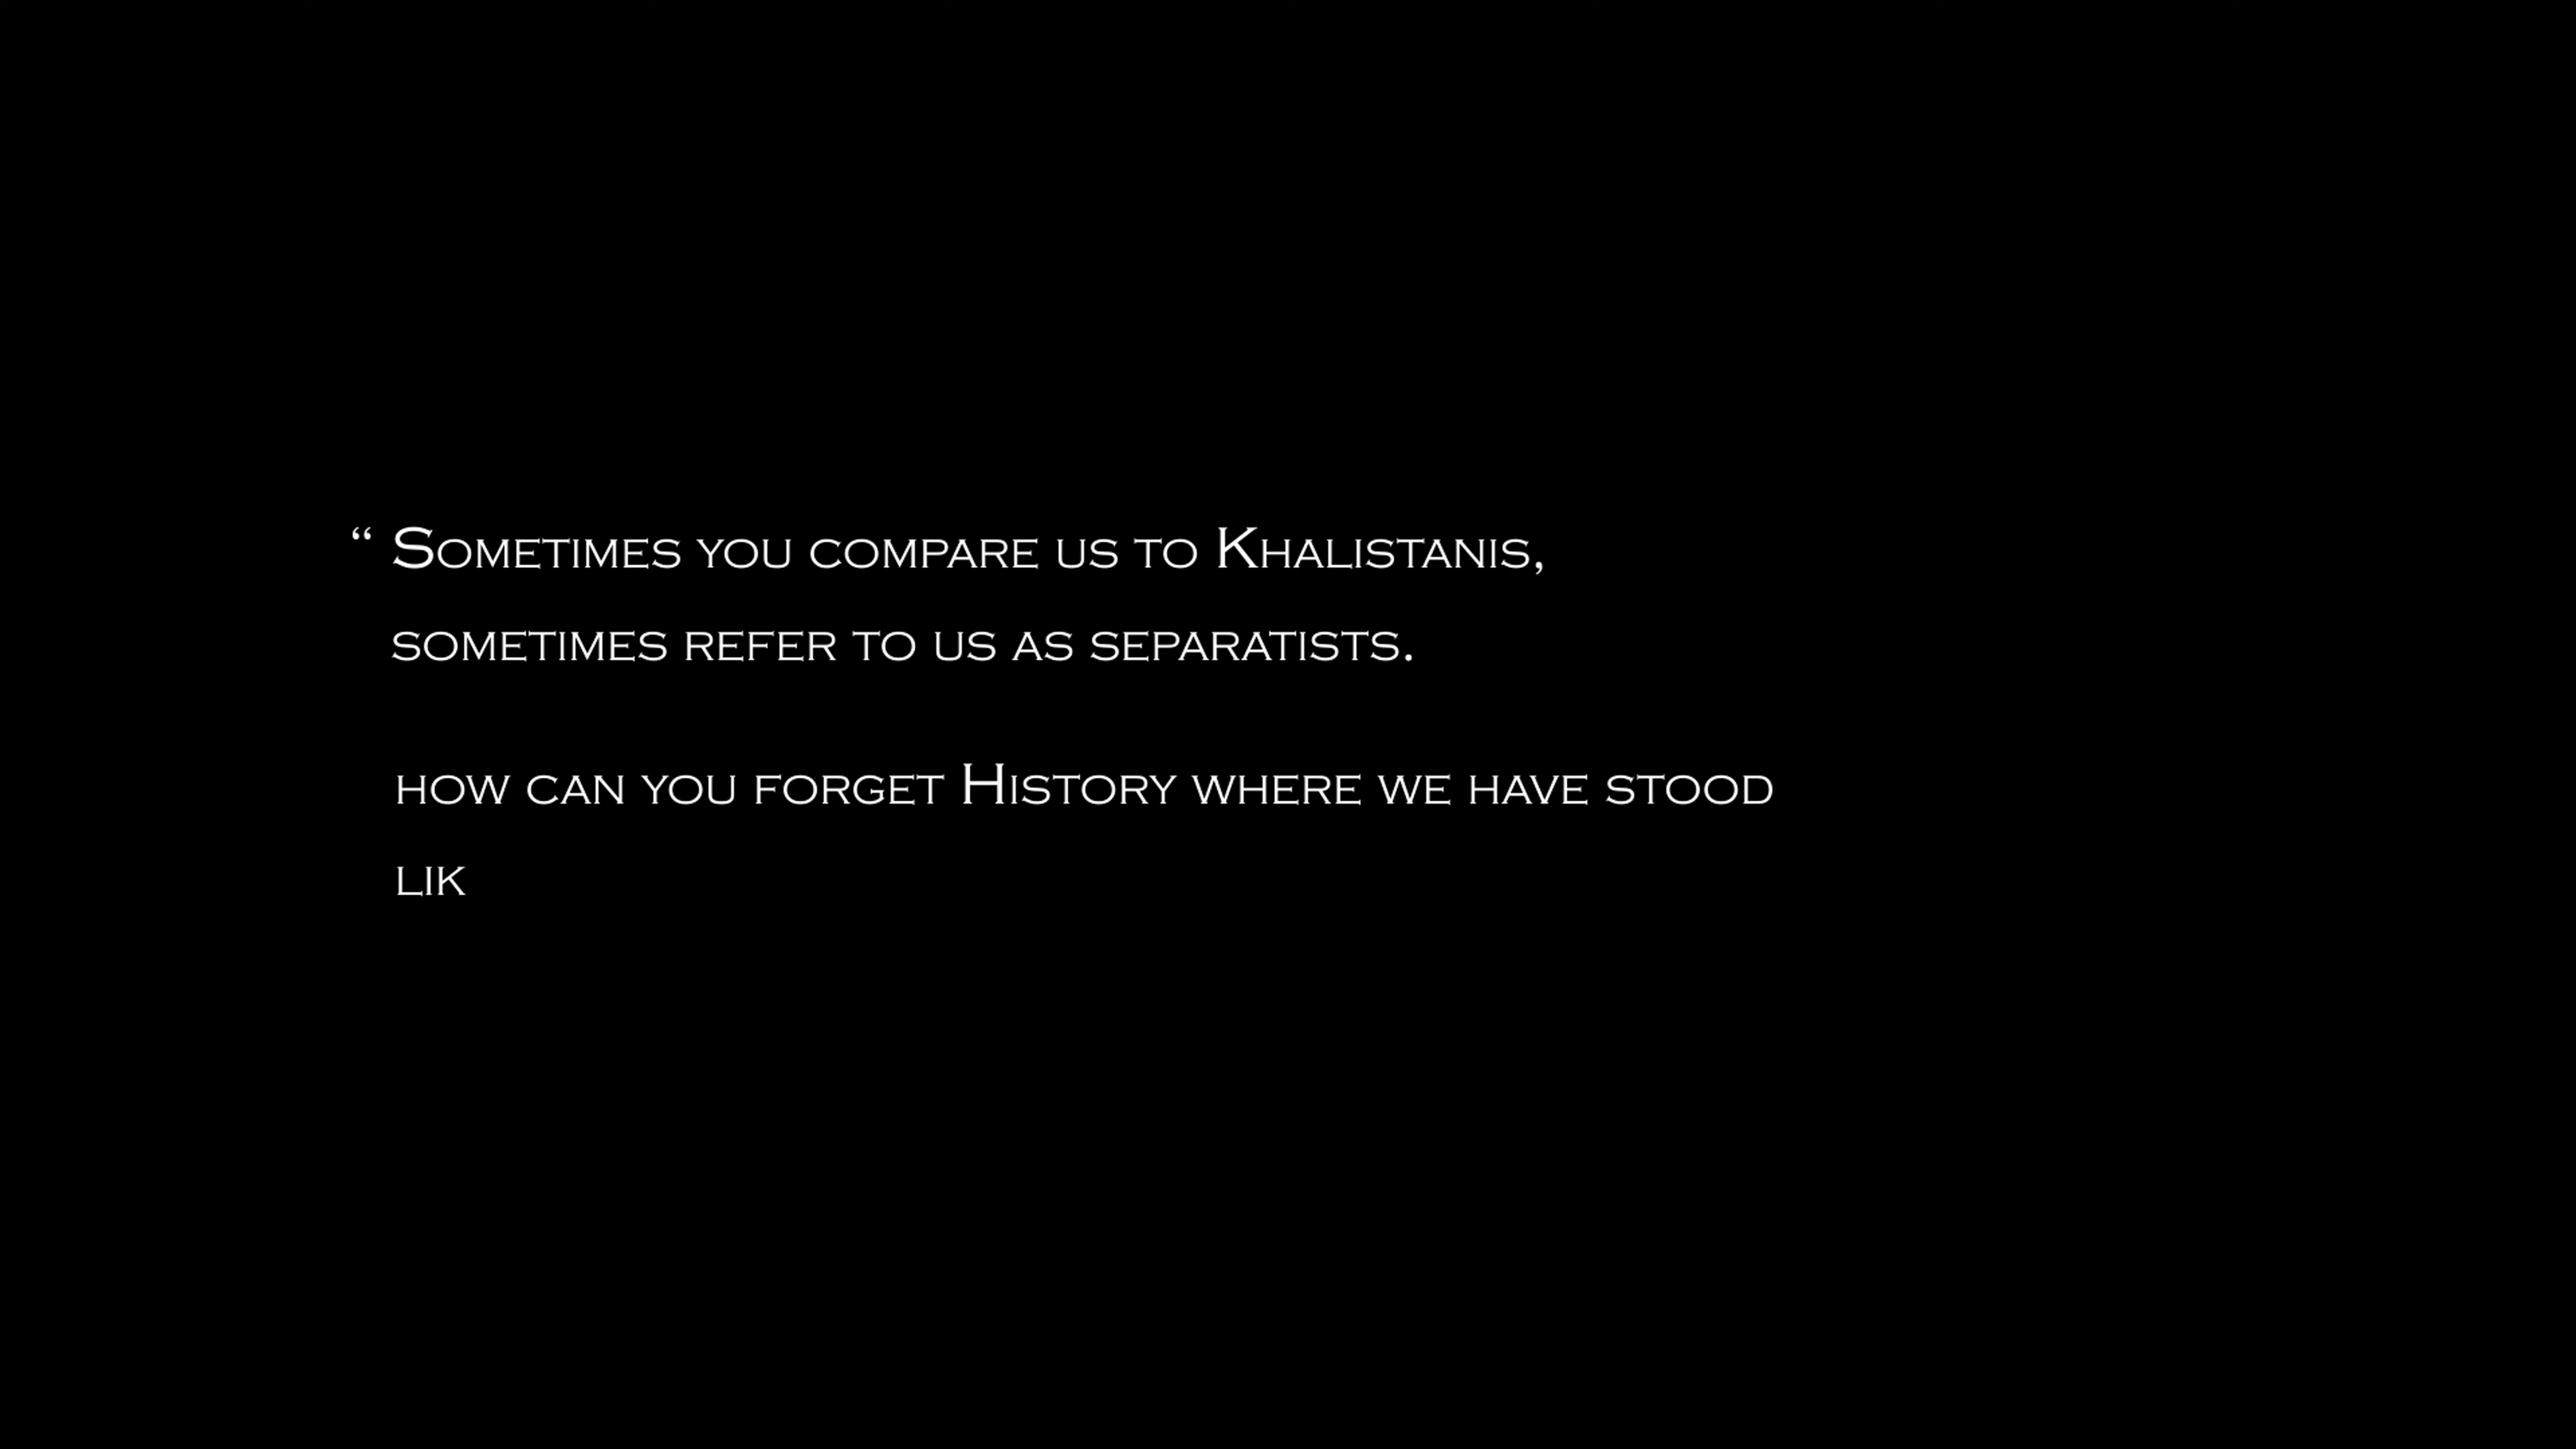 “ Sometimes you compare us to Khalistanis,
sometimes refer to us as separatists.
how can you forget History where we have stood
lik